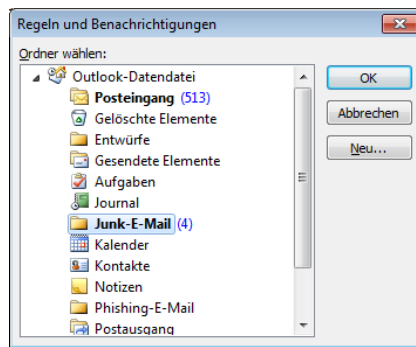 Regeln und Benachrichtigungen
Ordner wählen:
Outlook-Datendatei
Posteingang (513)
Gelöschte Elemente
Entwürfe
Gesendete Elemente
Aufgaben
Journal
Junk-E-Mail (4)
Kalender
Kontakte
Notizen
Phishing-E-Mail
Postausgang
OK
Abbrechen
Neu...